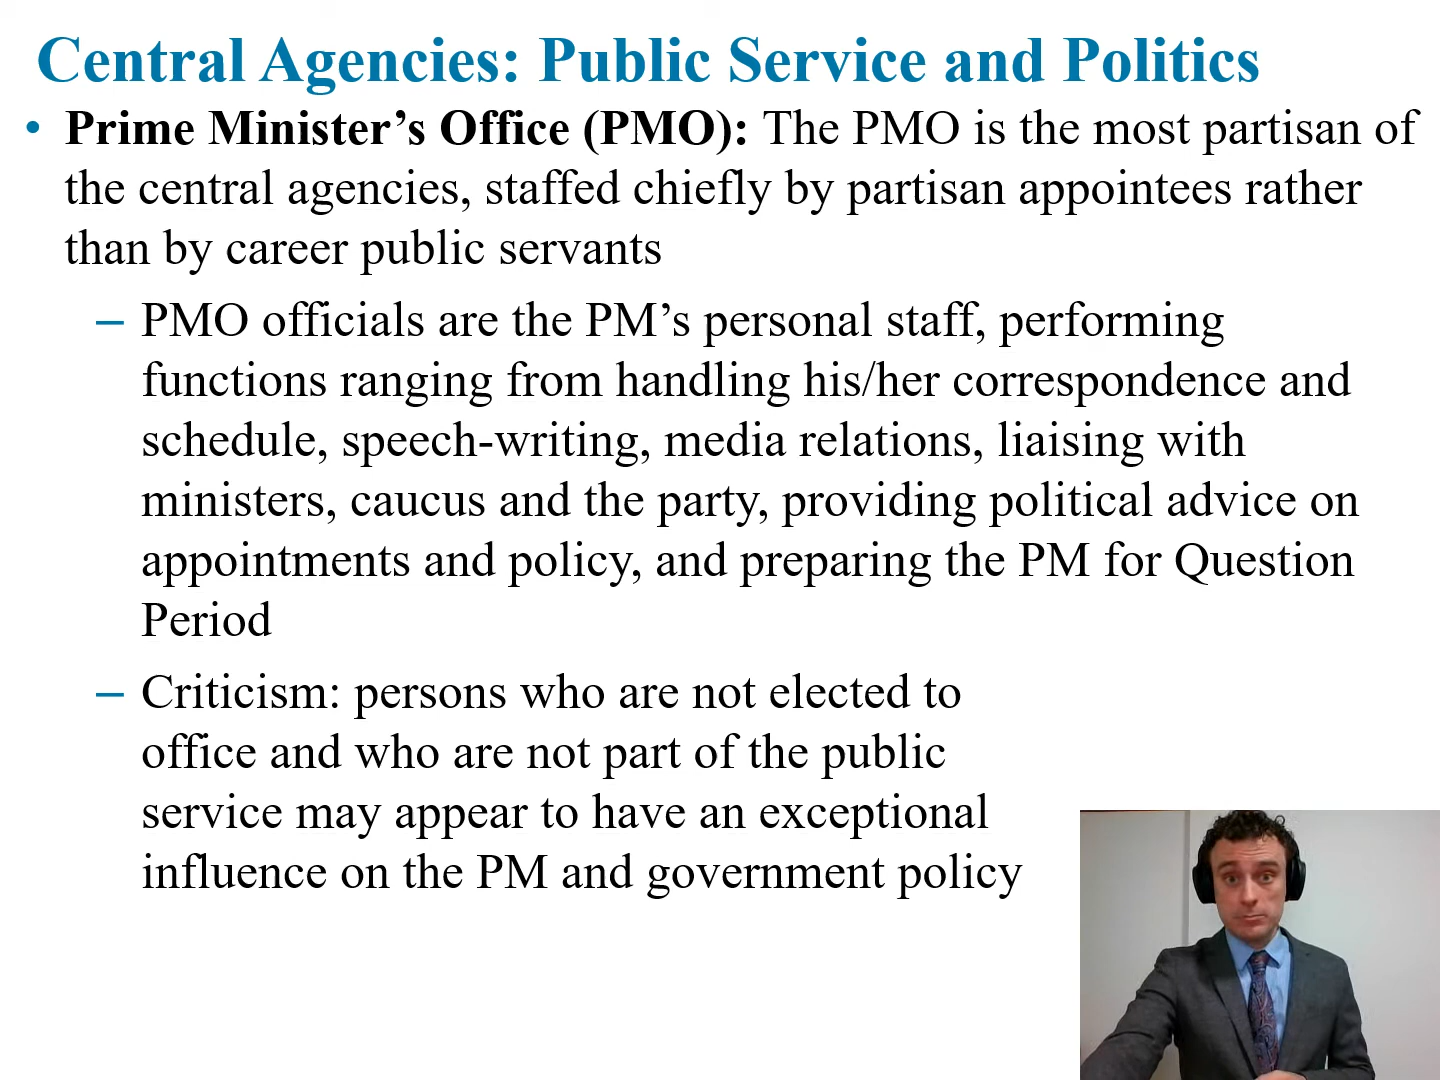 Central Agencies: Public Service and Politics
• Prime Minister’s Office (PMO): The PMO is the most partisan of
the central agencies, staffed chiefly by partisan appointees rather
than by career public servants
– PMO officials are the PM’s personal staff, performing
functions ranging from handling his/her correspondence and
schedule, speech-writing, media relations, liaising with
ministers, caucus and the party, providing political advice on
appointments and policy, and preparing the PM for Question
Period
– Criticism: persons who are not elected to
office and who are not part of the public
service may appear to have an exceptional
influence on the PM and government policy